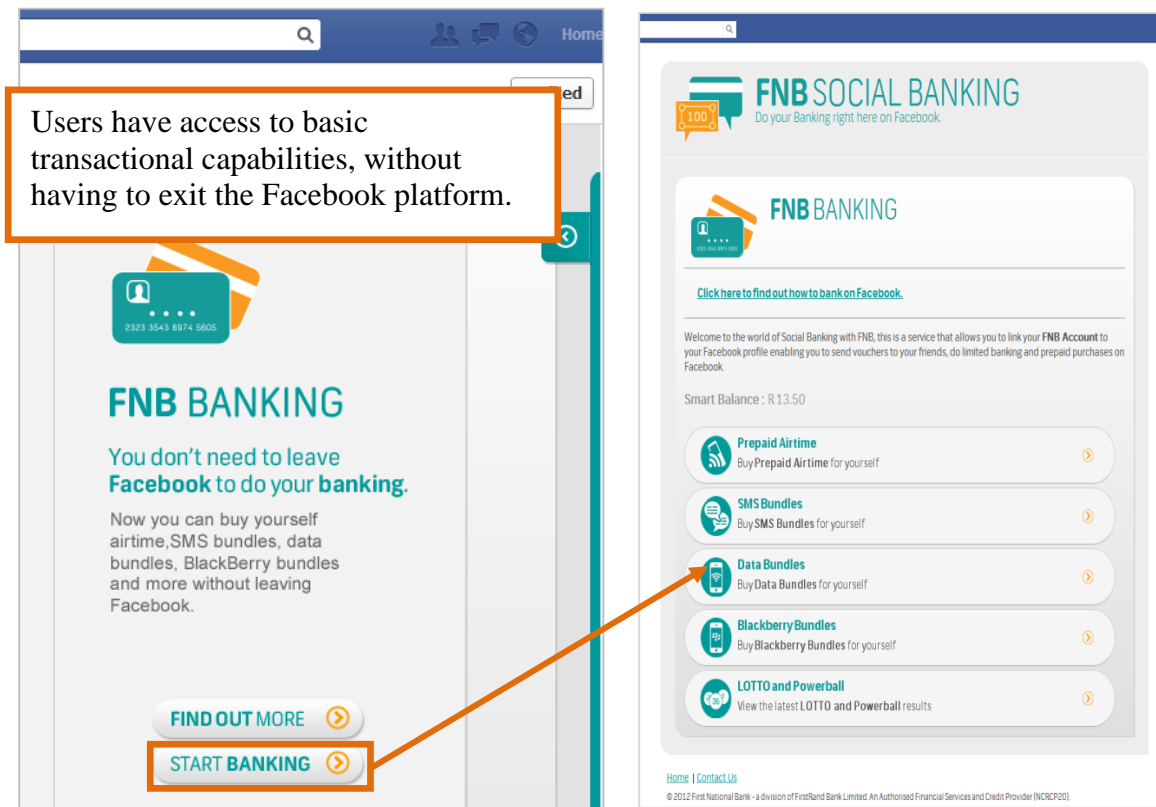 Home
ked
Users have access to basic
transactional capabilities, without
having to exit the Facebook platform.
2323 3543 6974 5605
FNB BANKING
You don't need to leave
Facebook to do your banking.
Now you can buy yourself
airtime,SMS bundles, data
bundles, BlackBerry bundles
and more without leaving
Facebook.
FIND OUT MORE
START BANKING
100
FNB SOCIAL BANKING
Do your Banking right here on Facebook.
2323 3543 6974 5605
FNB BANKING
Click here to find out how to bank on Facebook.
Welcome to the world of Social Banking with FNB, this is a service that allows you to link your FNB Account to
your Facebook profile enabling you to send vouchers to your friends, do limited banking and prepaid purchases on
Facebook.
Smart Balance : R 13.50
Prepaid Airtime
Buy Prepaid Airtime for yourself
SMS Bundles
Buy SMS Bundles for yourself
Data Bundles
Buy Data Bundles for yourself
Blackberry Bundles
Buy Blackberry Bundles for yourself
36
LOTTO and Powerball
View the latest LOTTO and Powerball results
Home | Contact Us
© 2012 First National Bank - a division of FirstRand Bank Limited. An Authorised Financial Services and Credit Provider (NCRCP20).